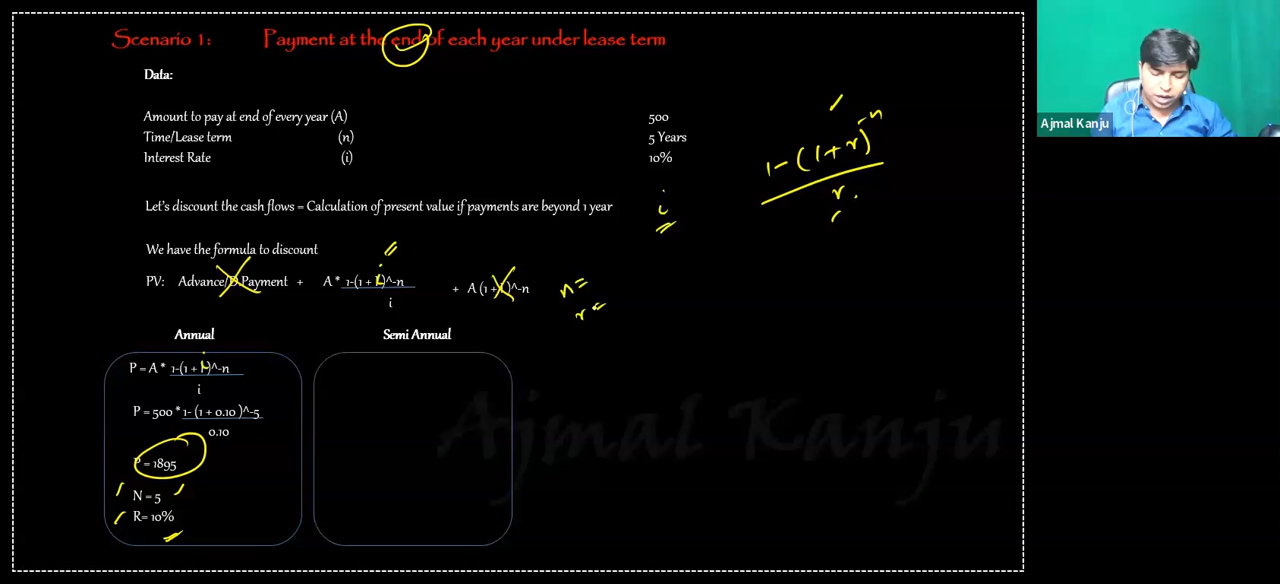 Scenario 1: Payment at the end of each year under lease term
Data:
Amount to pay at end of every year (A) 500
Time/Lease term (n) 5 Years
Interest Rate (i) 10%
Let's discount the cash flows = Calculation of present value if payments are beyond 1 year
i
1-(1+r)^-n
r
We have the formula to discount
PV: Advance/D.Payment + A * 1-(1 + i)^-n + A (1 + )^-n
i
n=
r=
Annual
Semi Annual
P = A * 1-(1 + i)^-n
i
P = 500 * 1- (1 + 0.10 )^-5
0.10
P = 1895
N = 5
R= 10%
Ajmal Kanju
Ajmal Kanju